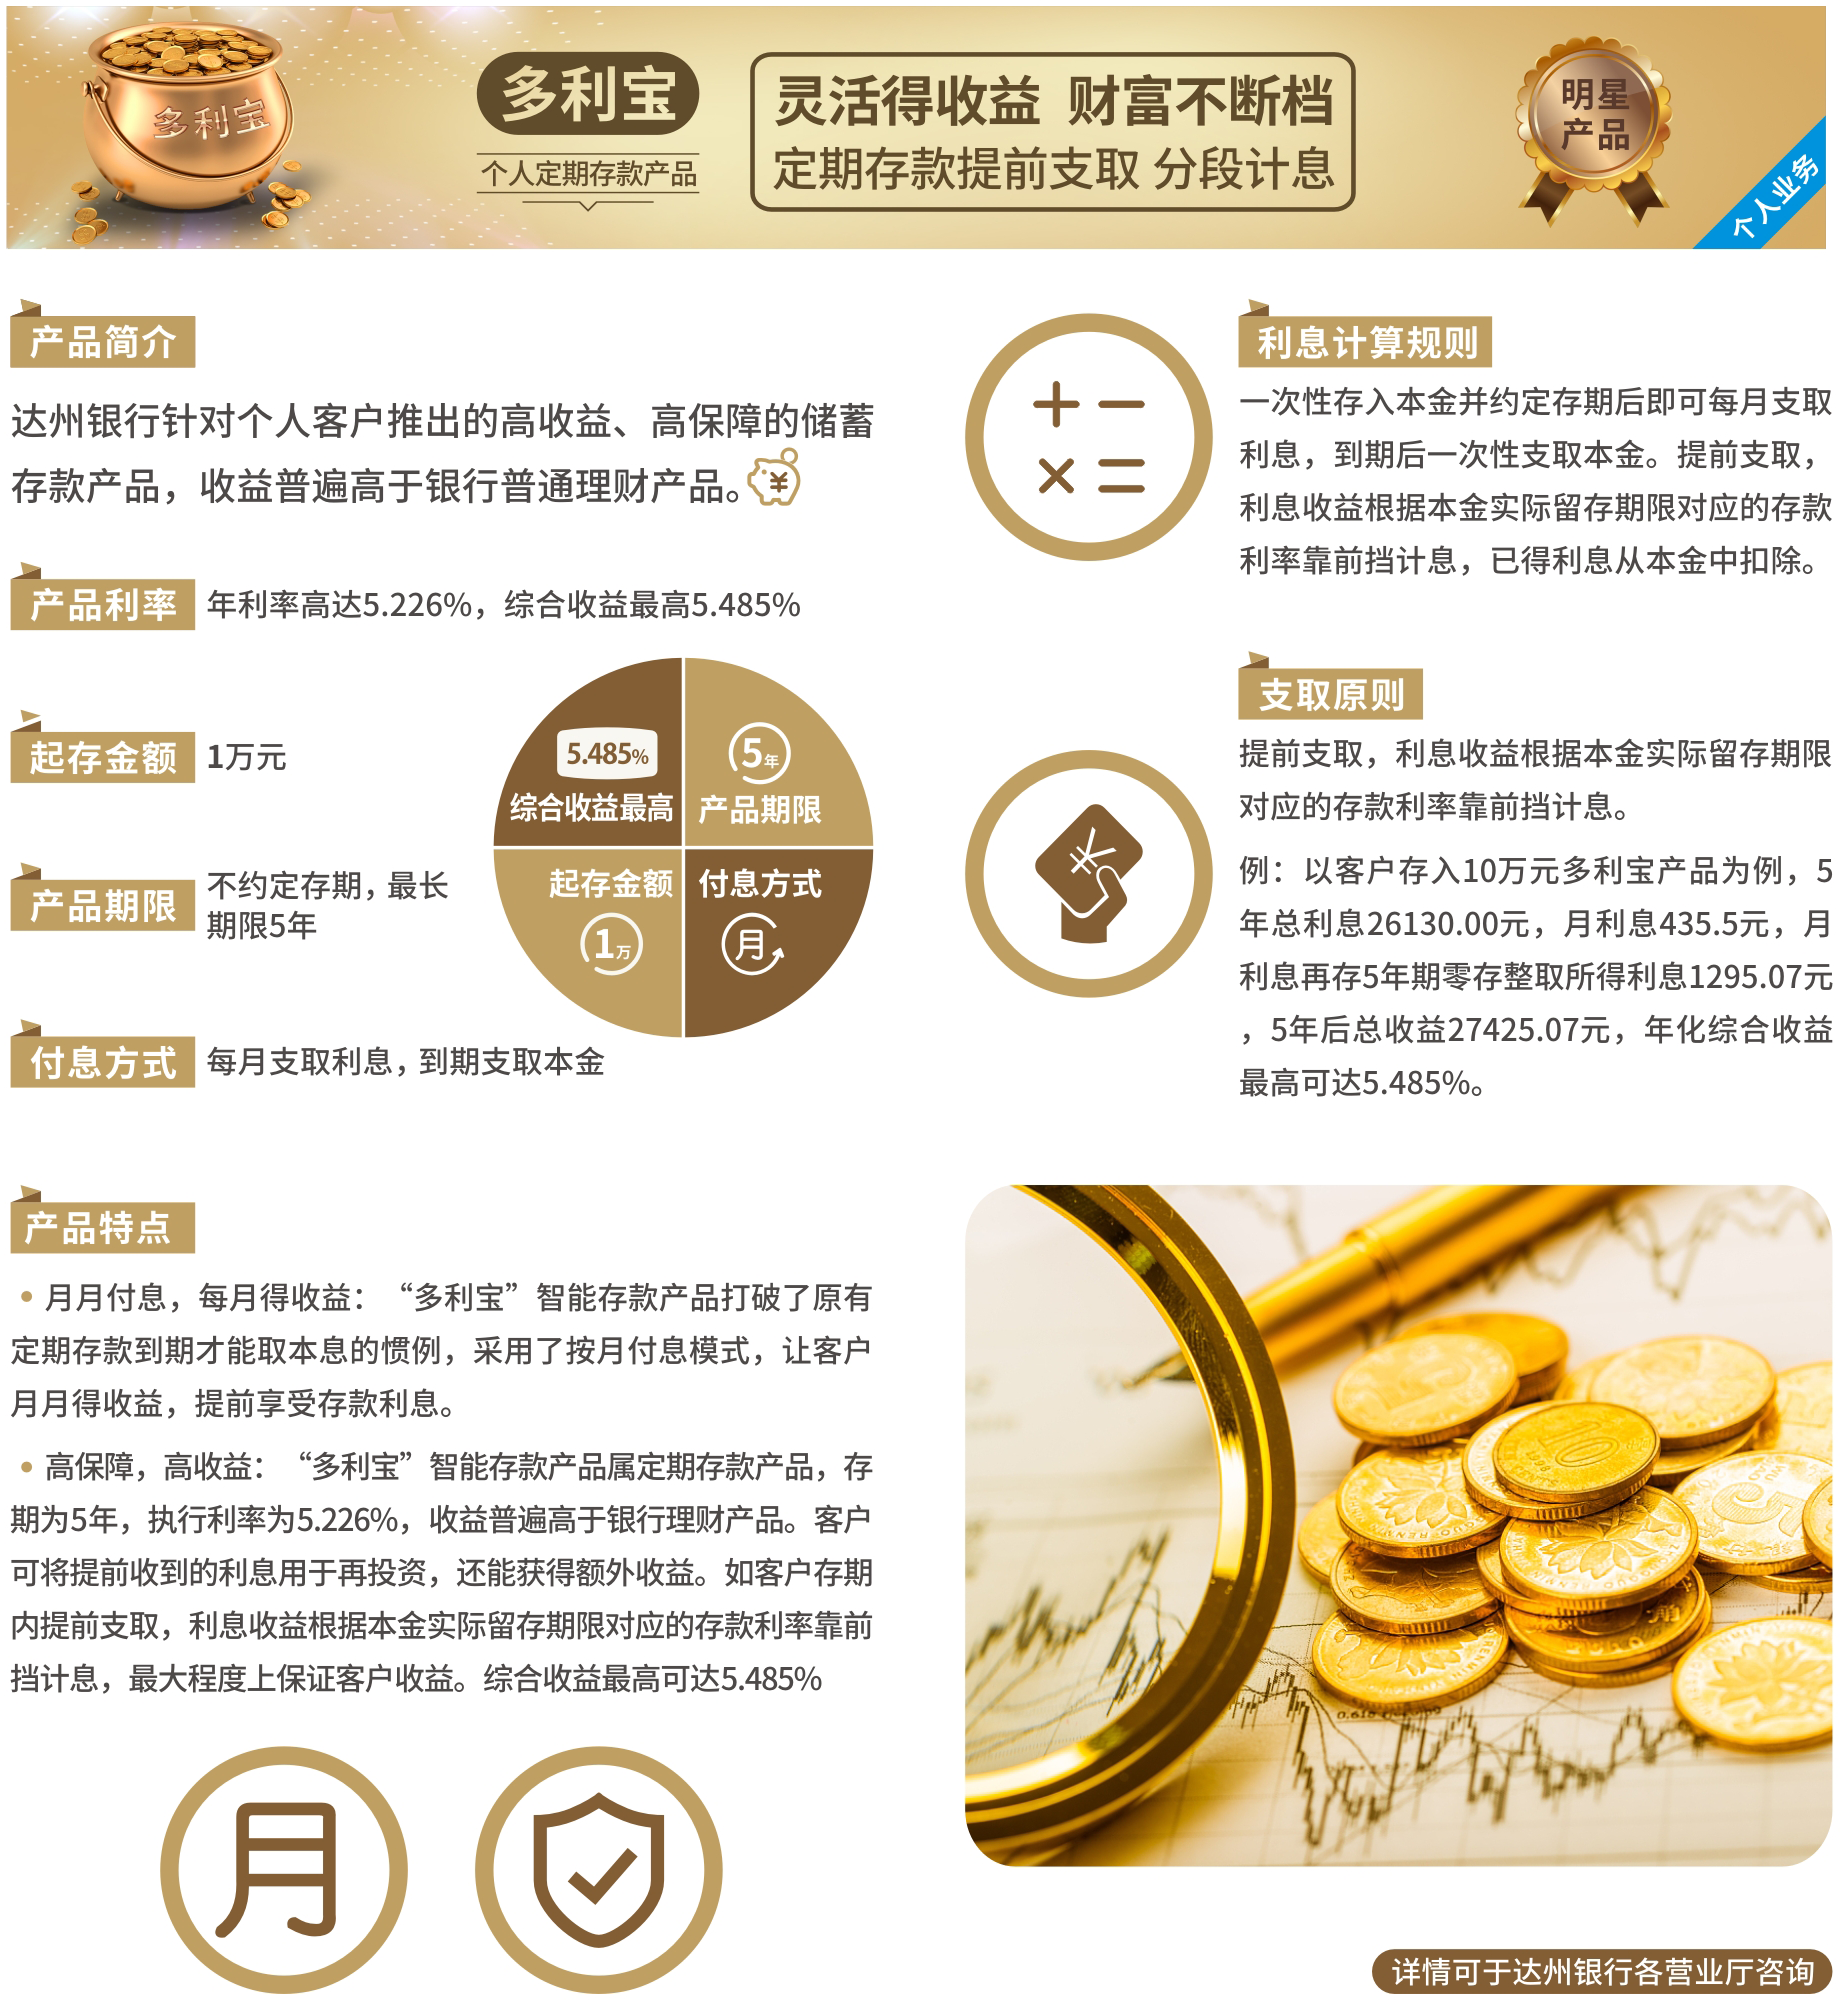 多利宝
多利宝
个人定期存款产品
灵活得收益 财富不断档
定期存款提前支取 分段计息
明星
产品
个人业务
产品简介
达州银行针对个人客户推出的高收益、高保障的储蓄
存款产品，收益普遍高于银行普通理财产品。
¥
产品利率
年利率高达5.226%，综合收益最高5.485%
起存金额
1万元
产品期限
不约定存期，最长
期限5年
付息方式
每月支取利息，到期支取本金
5.485%
综合收益最高
5年
产品期限
起存金额
1万
付息方式
月
产品特点
• 月月付息，每月得收益：“多利宝”智能存款产品打破了原有
定期存款到期才能取本息的惯例，采用了按月付息模式，让客户
月月得收益，提前享受存款利息。
• 高保障，高收益：“多利宝”智能存款产品属定期存款产品，存
期为5年，执行利率为5.226%，收益普遍高于银行理财产品。客户
可将提前收到的利息用于再投资，还能获得额外收益。如客户存期
内提前支取，利息收益根据本金实际留存期限对应的存款利率靠前
挡计息，最大程度上保证客户收益。综合收益最高可达5.485%
月
+ −
× =
利息计算规则
一次性存入本金并约定存期后即可每月支取
利息，到期后一次性支取本金。提前支取，
利息收益根据本金实际留存期限对应的存款
利率靠前挡计息，已得利息从本金中扣除。
¥
支取原则
提前支取，利息收益根据本金实际留存期限
对应的存款利率靠前挡计息。
例：以客户存入10万元多利宝产品为例，5
年总利息26130.00元，月利息435.5元，月
利息再存5年期零存整取所得利息1295.07元
，5年后总收益27425.07元，年化综合收益
最高可达5.485%。
10
5
详情可于达州银行各营业厅咨询